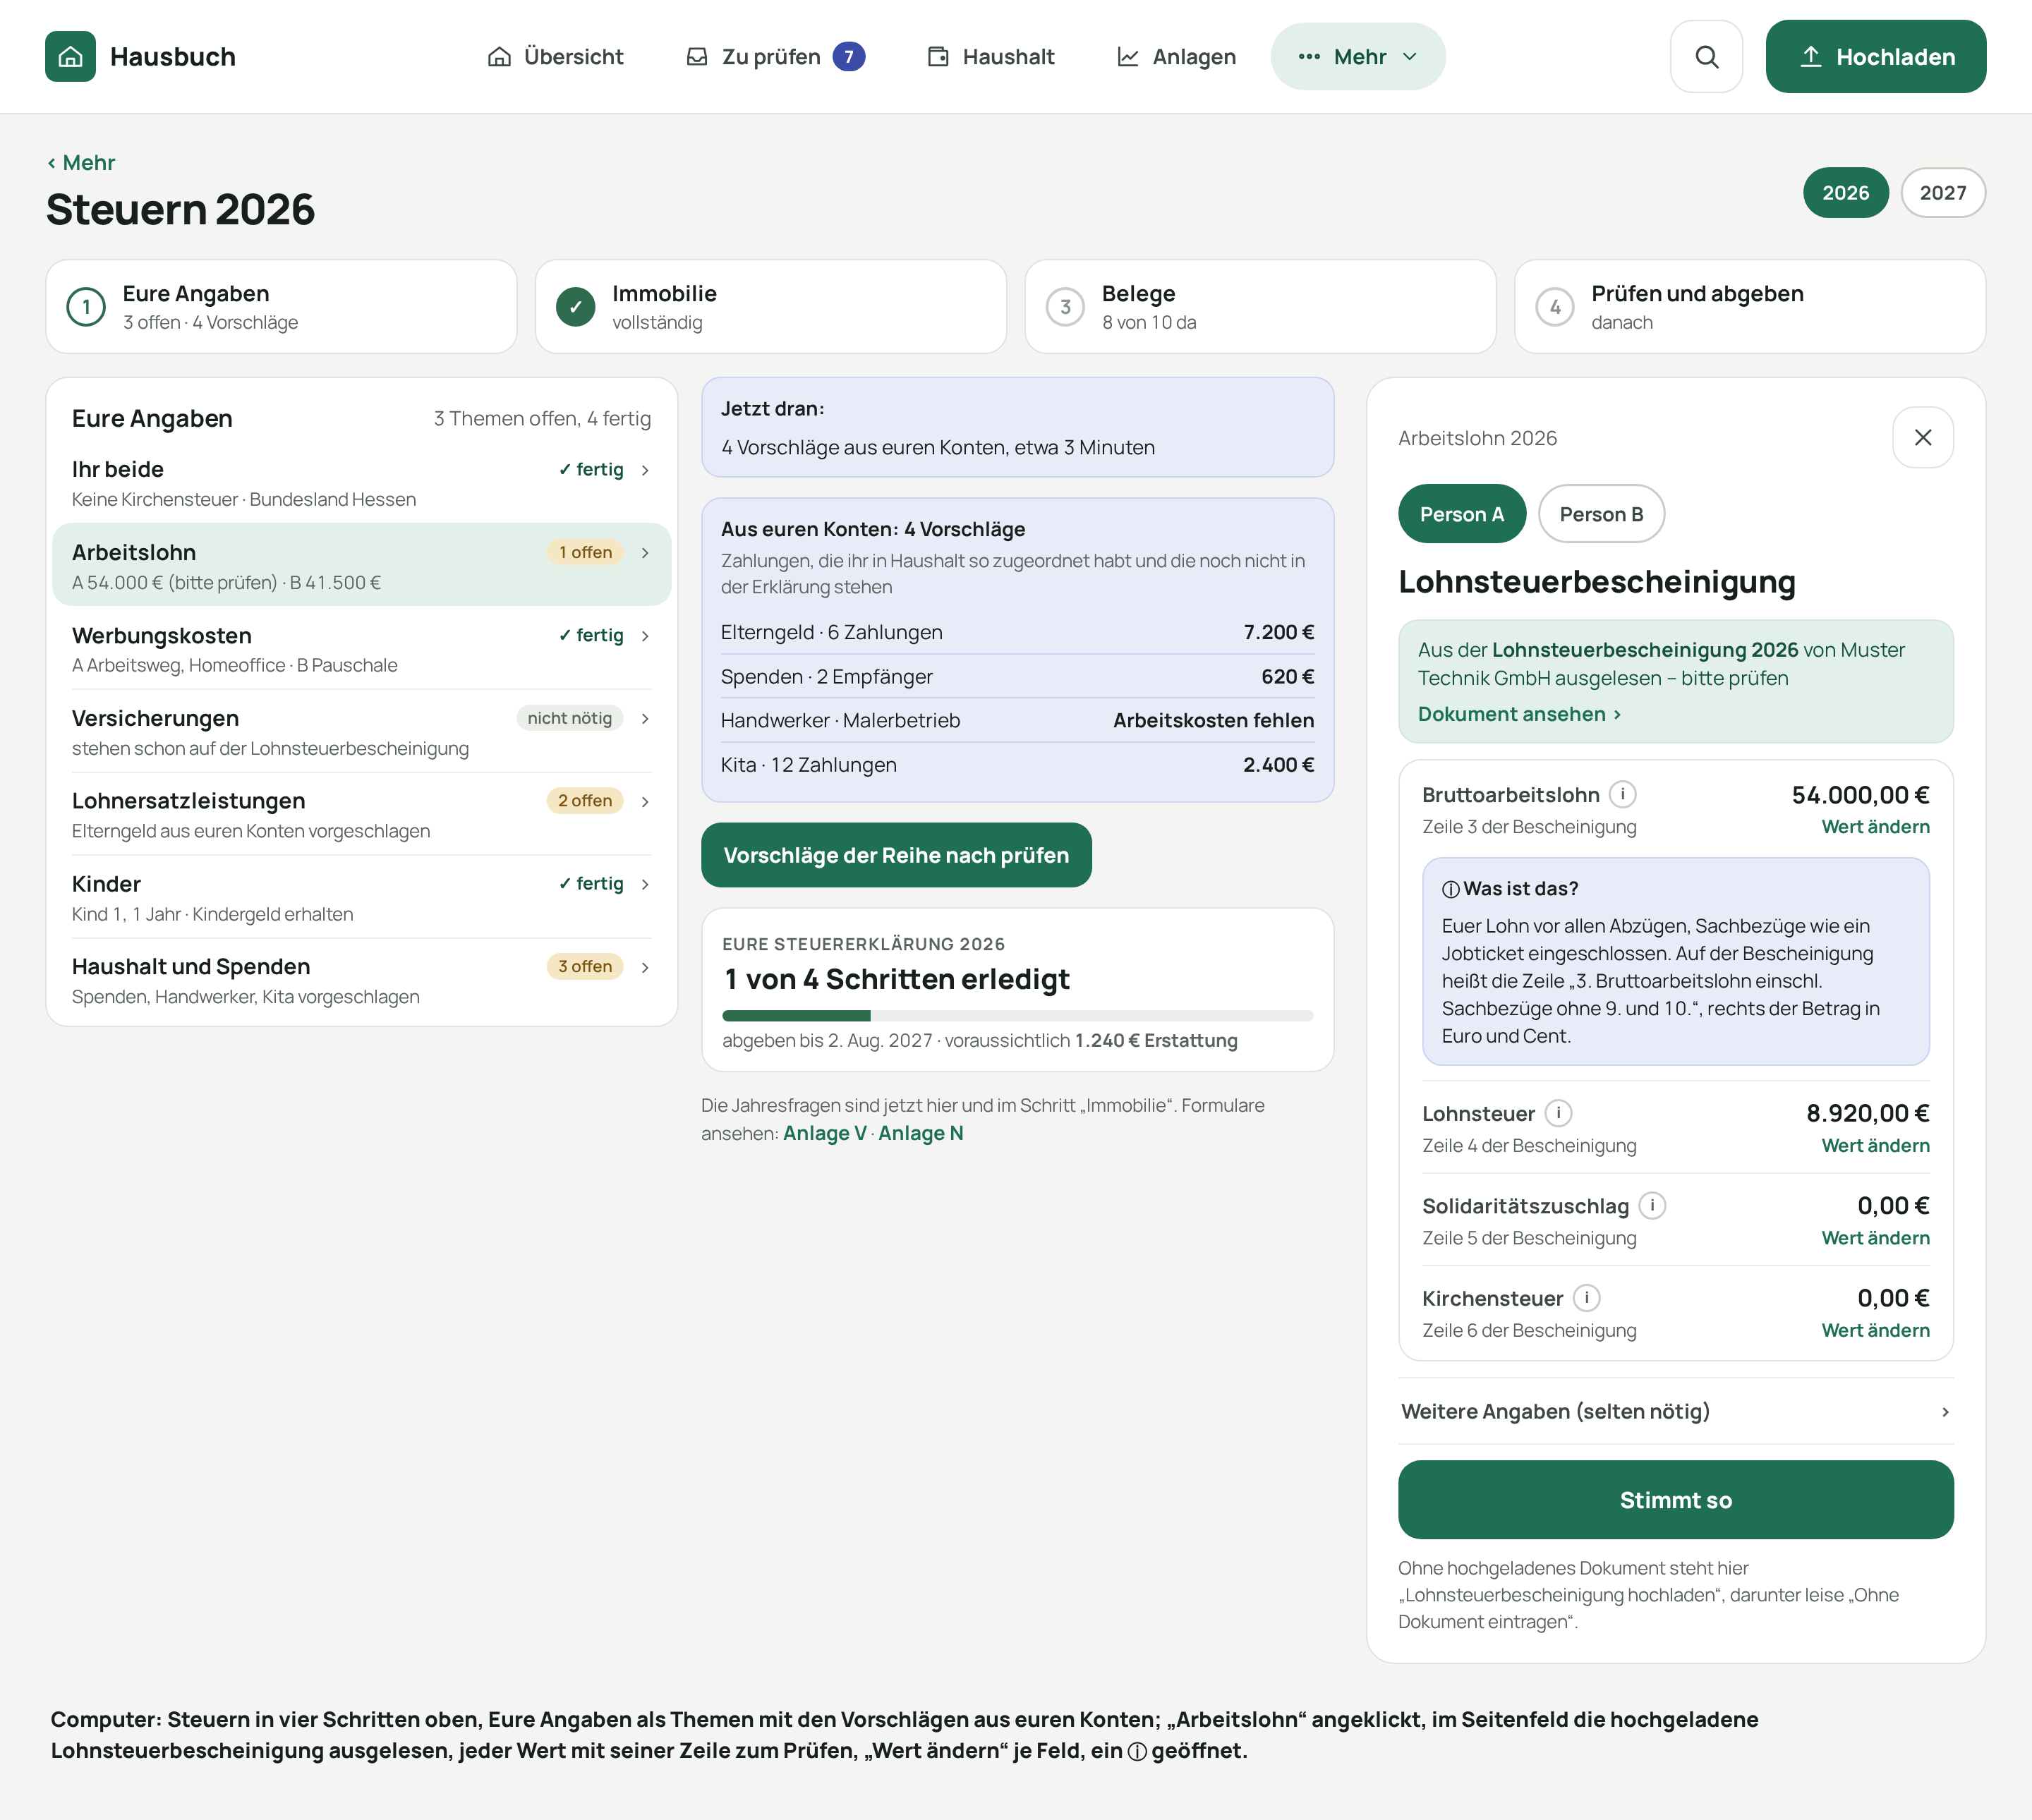 Hausbuch
Übersicht
Zu prüfen 7
Haushalt
Anlagen
Mehr
Hochladen
‹ Mehr
Steuern 2026
2026
2027
1
Eure Angaben
3 offen · 4 Vorschläge
✓
Immobilie
vollständig
3
Belege
8 von 10 da
4
Prüfen und abgeben
danach
Eure Angaben
3 Themen offen, 4 fertig
Ihr beide
✓ fertig ›
Keine Kirchensteuer · Bundesland Hessen
Arbeitslohn
1 offen ›
A 54.000 € (bitte prüfen) · B 41.500 €
Werbungskosten
✓ fertig ›
A Arbeitsweg, Homeoffice · B Pauschale
Versicherungen
nicht nötig ›
stehen schon auf der Lohnsteuerbescheinigung
Lohnersatzleistungen
2 offen ›
Elterngeld aus euren Konten vorgeschlagen
Kinder
✓ fertig ›
Kind 1, 1 Jahr · Kindergeld erhalten
Haushalt und Spenden
3 offen ›
Spenden, Handwerker, Kita vorgeschlagen
Jetzt dran:
4 Vorschläge aus euren Konten, etwa 3 Minuten
Aus euren Konten: 4 Vorschläge
Zahlungen, die ihr in Haushalt so zugeordnet habt und die noch nicht in
der Erklärung stehen
Elterngeld · 6 Zahlungen 7.200 €
Spenden · 2 Empfänger 620 €
Handwerker · Malerbetrieb Arbeitskosten fehlen
Kita · 12 Zahlungen 2.400 €
Vorschläge der Reihe nach prüfen
EURE STEUERERKLÄRUNG 2026
1 von 4 Schritten erledigt
abgeben bis 2. Aug. 2027 · voraussichtlich 1.240 € Erstattung
Die Jahresfragen sind jetzt hier und im Schritt „Immobilie“. Formulare
ansehen: Anlage V · Anlage N
Arbeitslohn 2026
Person A
Person B
Lohnsteuerbescheinigung
Aus der Lohnsteuerbescheinigung 2026 von Muster
Technik GmbH ausgelesen – bitte prüfen
Dokument ansehen ›
Bruttoarbeitslohn i 54.000,00 €
Zeile 3 der Bescheinigung Wert ändern
ⓘ Was ist das?
Euer Lohn vor allen Abzügen, Sachbezüge wie ein
Jobticket eingeschlossen. Auf der Bescheinigung
heißt die Zeile „3. Bruttoarbeitslohn einschl.
Sachbezüge ohne 9. und 10.“, rechts der Betrag in
Euro und Cent.
Lohnsteuer i 8.920,00 €
Zeile 4 der Bescheinigung Wert ändern
Solidaritätszuschlag i 0,00 €
Zeile 5 der Bescheinigung Wert ändern
Kirchensteuer i 0,00 €
Zeile 6 der Bescheinigung Wert ändern
Weitere Angaben (selten nötig) ›
Stimmt so
Ohne hochgeladenes Dokument steht hier
„Lohnsteuerbescheinigung hochladen“, darunter leise „Ohne
Dokument eintragen“.
Computer: Steuern in vier Schritten oben, Eure Angaben als Themen mit den Vorschlägen aus euren Konten; „Arbeitslohn“ angeklickt, im Seitenfeld die hochgeladene
Lohnsteuerbescheinigung ausgelesen, jeder Wert mit seiner Zeile zum Prüfen, „Wert ändern“ je Feld, ein ⓘ geöffnet.